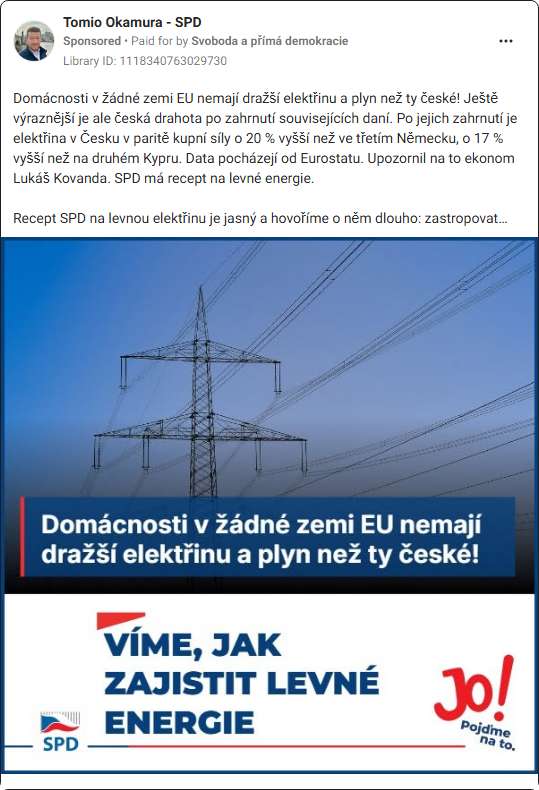 Tomio Okamura - SPD
Sponsored • Paid for by Svoboda a přímá demokracie
Library ID: 1118340763029730
Domácnosti v žádné zemi EU nemají dražší elektřinu a plyn než ty české! Ještě
výraznější je ale česká drahota po zahrnutí souvisejících daní. Po jejich zahrnutí je
elektřina v Česku v paritě kupní síly o 20 % vyšší než ve třetím Německu, o 17 %
vyšší než na druhém Kypru. Data pocházejí od Eurostatu. Upozornil na to ekonom
Lukáš Kovanda. SPD má recept na levné energie.
Recept SPD na levnou elektřinu je jasný a hovoříme o něm dlouho: zastropovat…
Domácnosti v žádné zemi EU nemají
dražší elektřinu a plyn než ty české!
VÍME, JAK
ZAJISTIT LEVNÉ
ENERGIE
SPD
Jo!
Pojďme
na to.